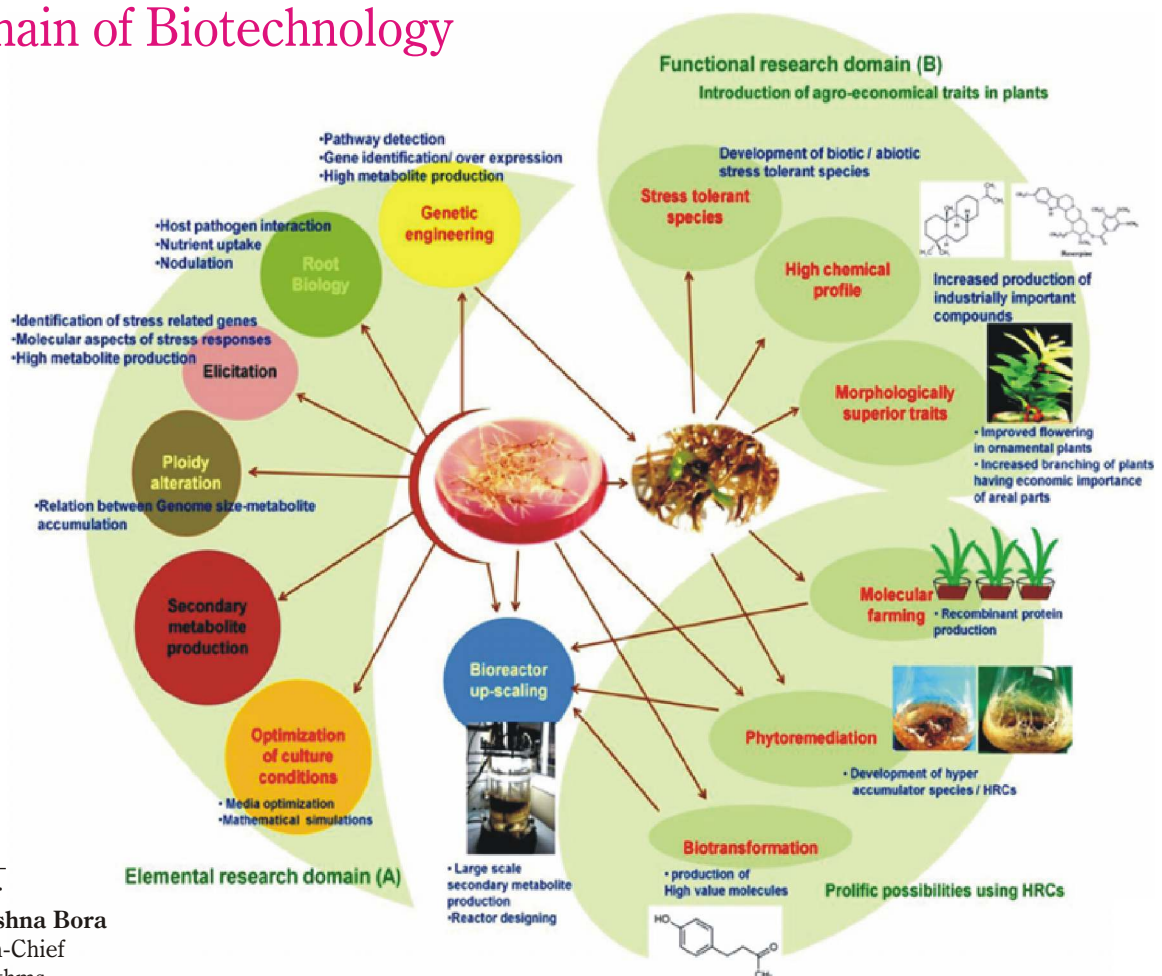 main of Biotechnology
Functional research domain (B)
Introduction of agro-economical traits in plants
•Pathway detection
•Gene identification/ over expression
•High metabolite production
Genetic
engineering
Development of biotic / abiotic
stress tolerant species
Stress tolerant
species
•Host pathogen interaction
•Nutrient uptake
•Nodulation
Root
Biology
High chemical
profile
Reserpine
Increased production of
industrially important
compounds
•Identification of stress related genes
•Molecular aspects of stress responses
•High metabolite production
Elicitation
Morphologically
superior traits
• Improved flowering
in ornamental plants
• Increased branching of plants
having economic importance
of areal parts
Ploidy
alteration
•Relation between Genome size-metabolite
accumulation
Secondary
metabolite
production
Molecular
farming
• Recombinant protein
production
Bioreactor
up-scaling
Optimization
of culture
conditions
• Media optimization
•Mathematical simulations
Phytoremediation
• Development of hyper
accumulator species / HRCs
Biotransformation
• production of
High value molecules
• Large scale
secondary metabolite
production
•Reactor designing
Elemental research domain (A)
Prolific possibilities using HRCs
HO
O
CH₃
shna Bora
n-Chief